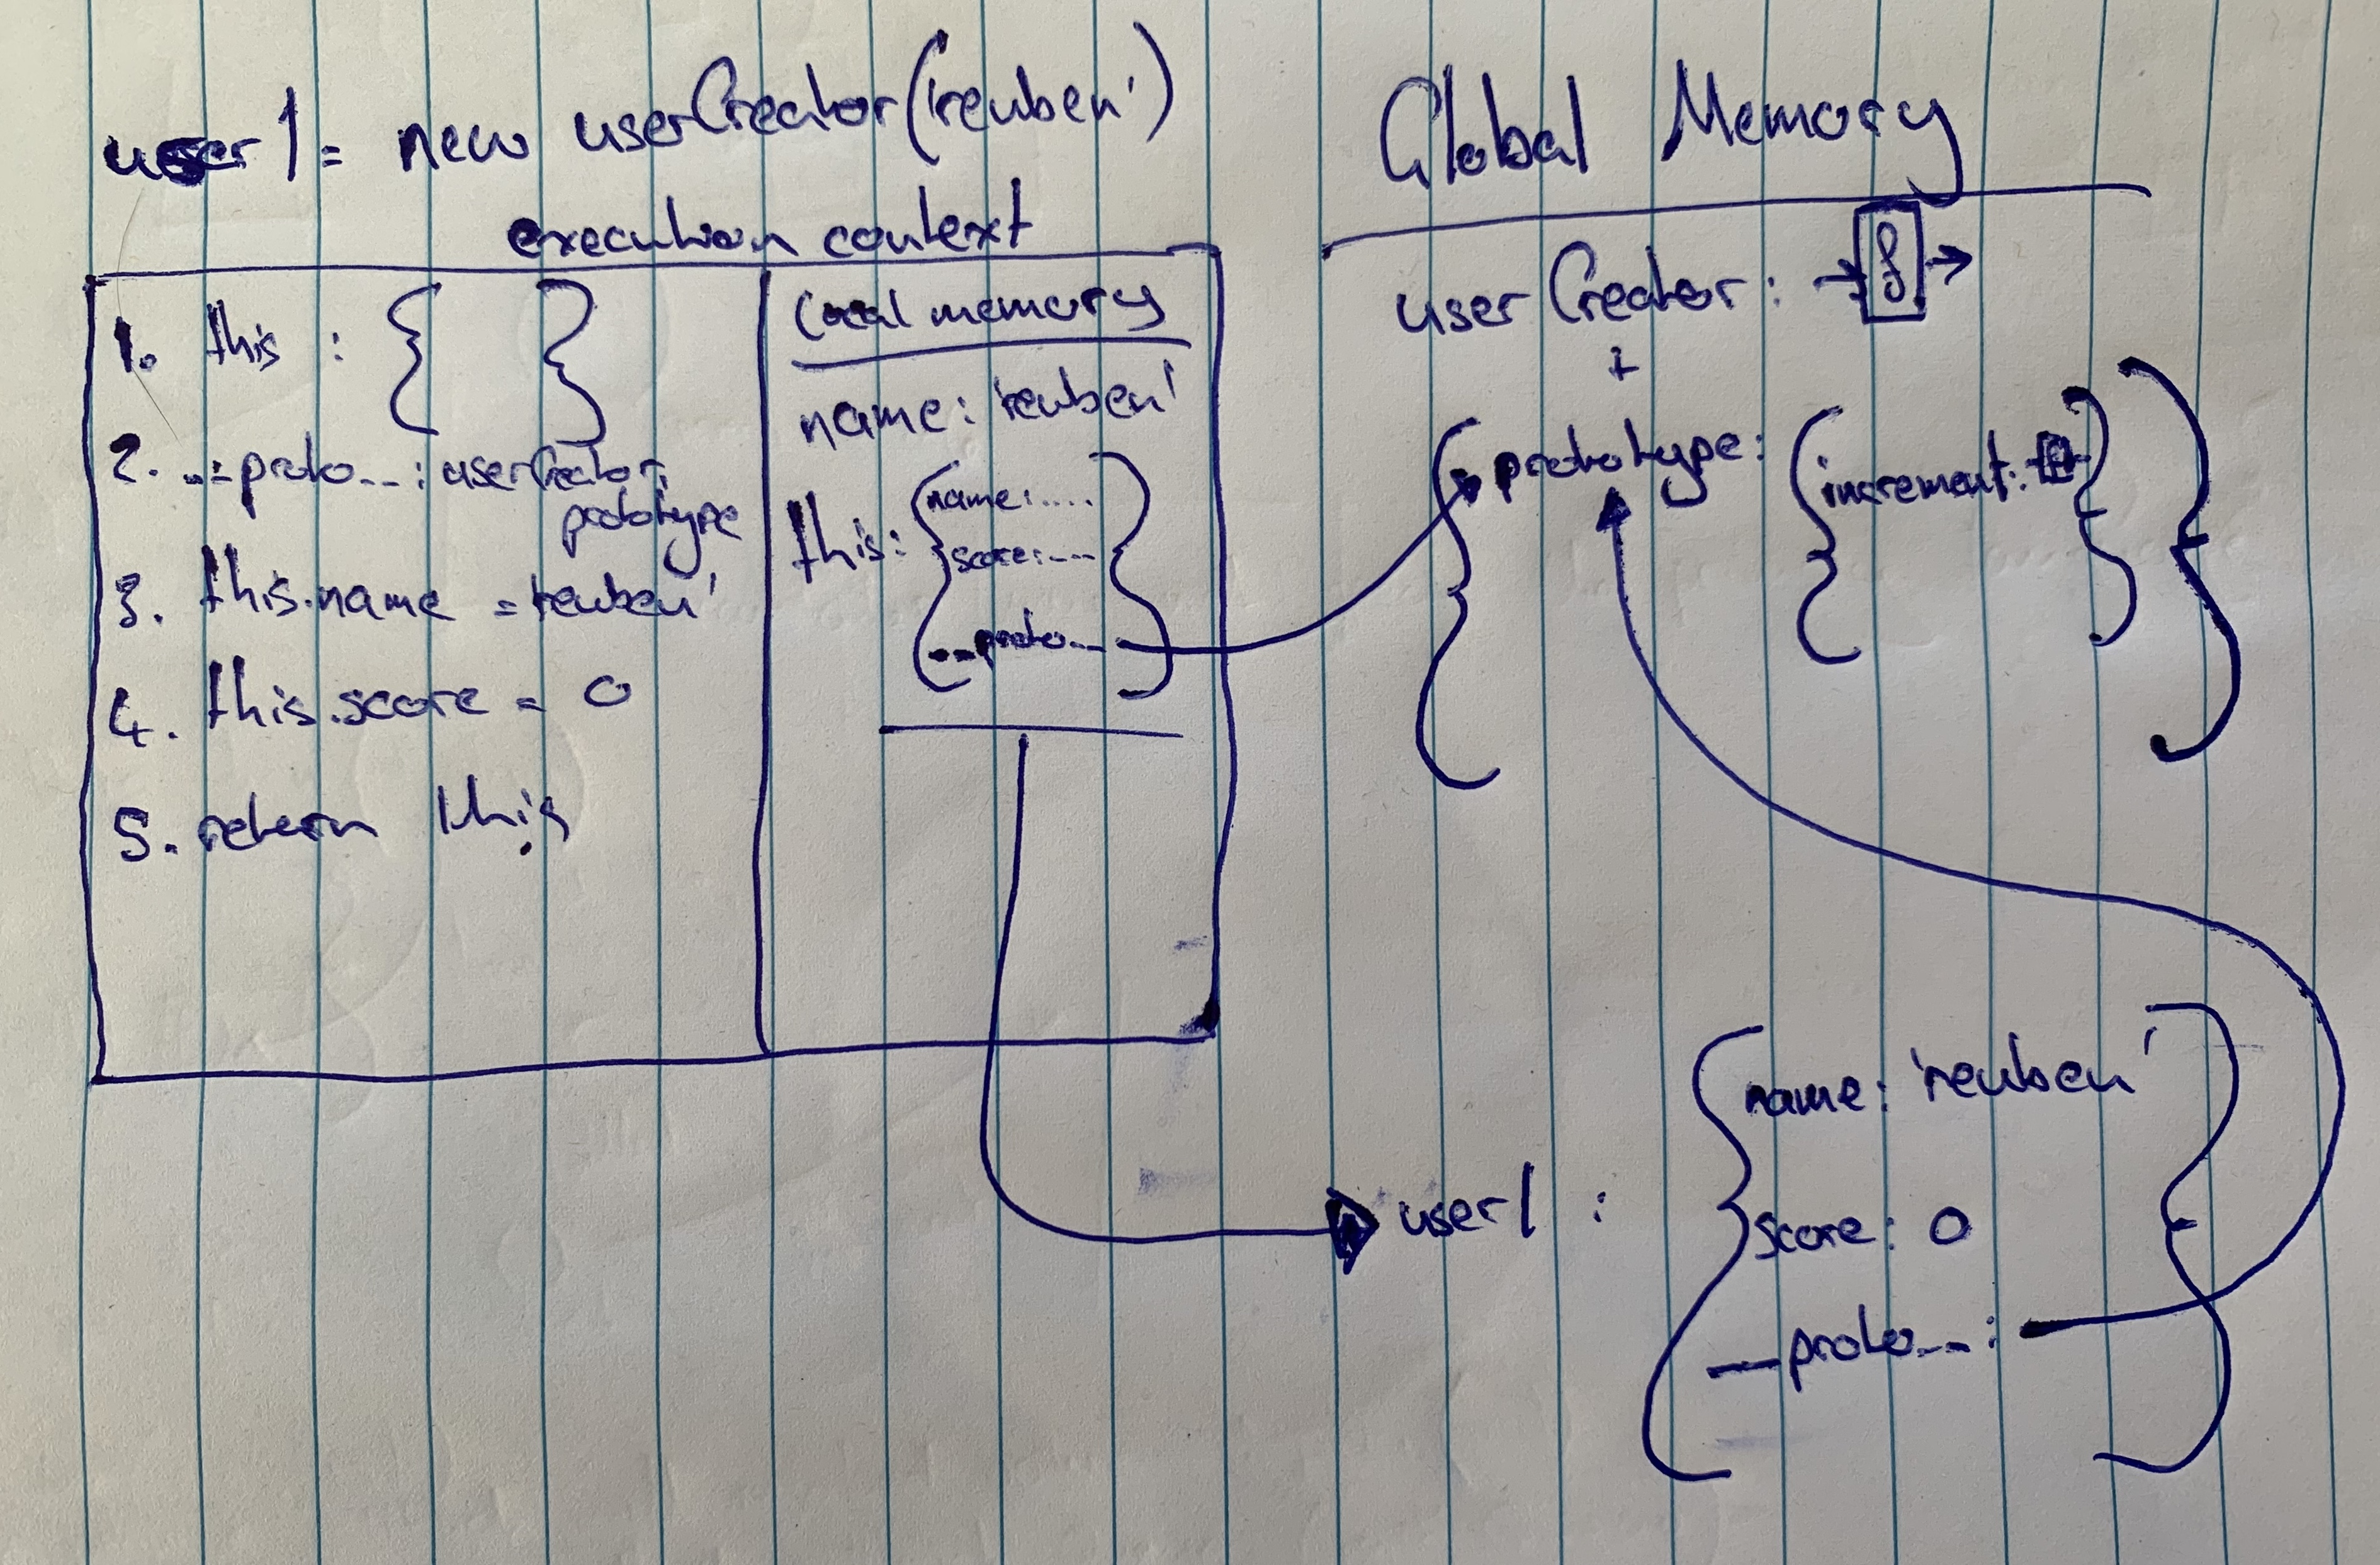 user1 = new userCreator('reuben')
execution context
1. this : { }
2. __proto__ : userCreator.
prototype
3. this.name = 'reuben'
4. this.score = 0
5. return this
Local memory
name: 'reuben'
this: { name: ....
score: ---
__proto__ }
Global Memory
userCreator: → f →
+
{ prototype: { increment: f } }
user1 :
{ name: 'reuben'
score: 0
__proto__ : }